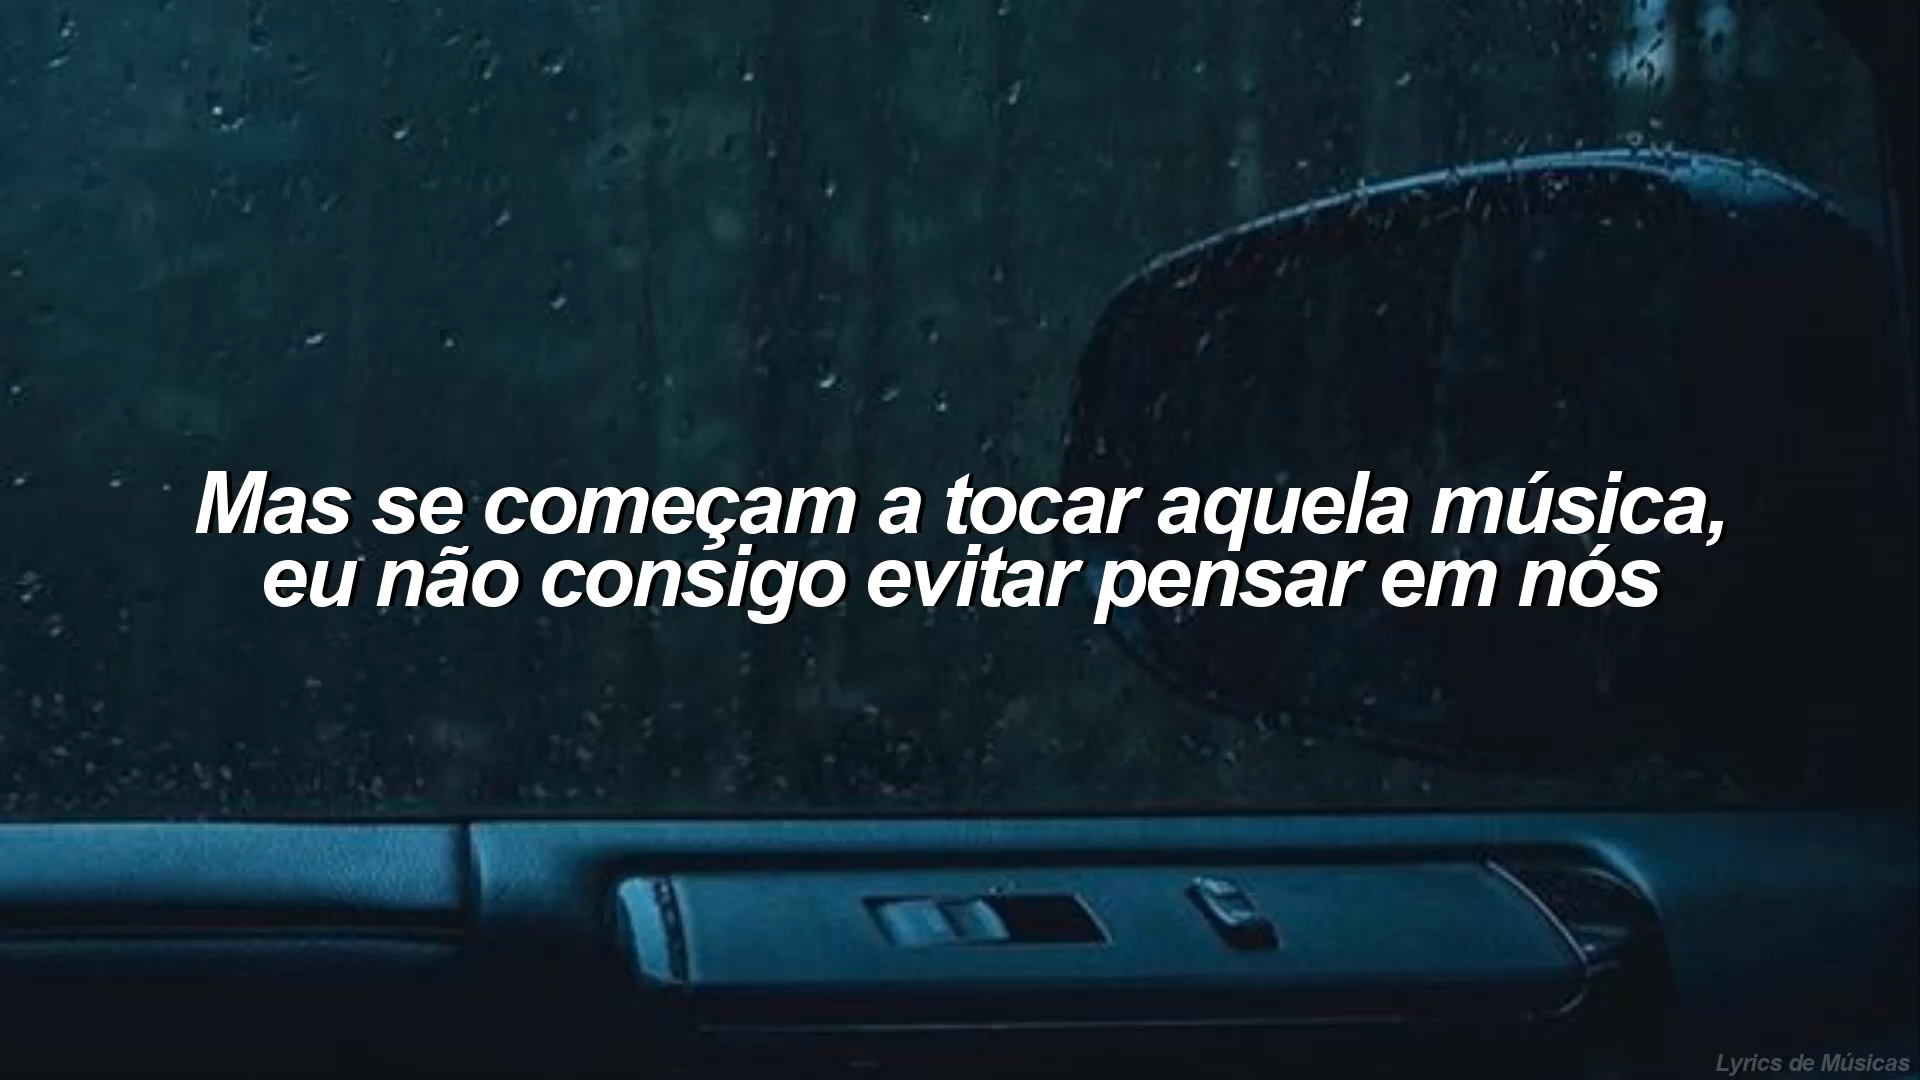 Mas se começam a tocar aquela música,
eu não consigo evitar pensar em nós
Lyrics de Músicas